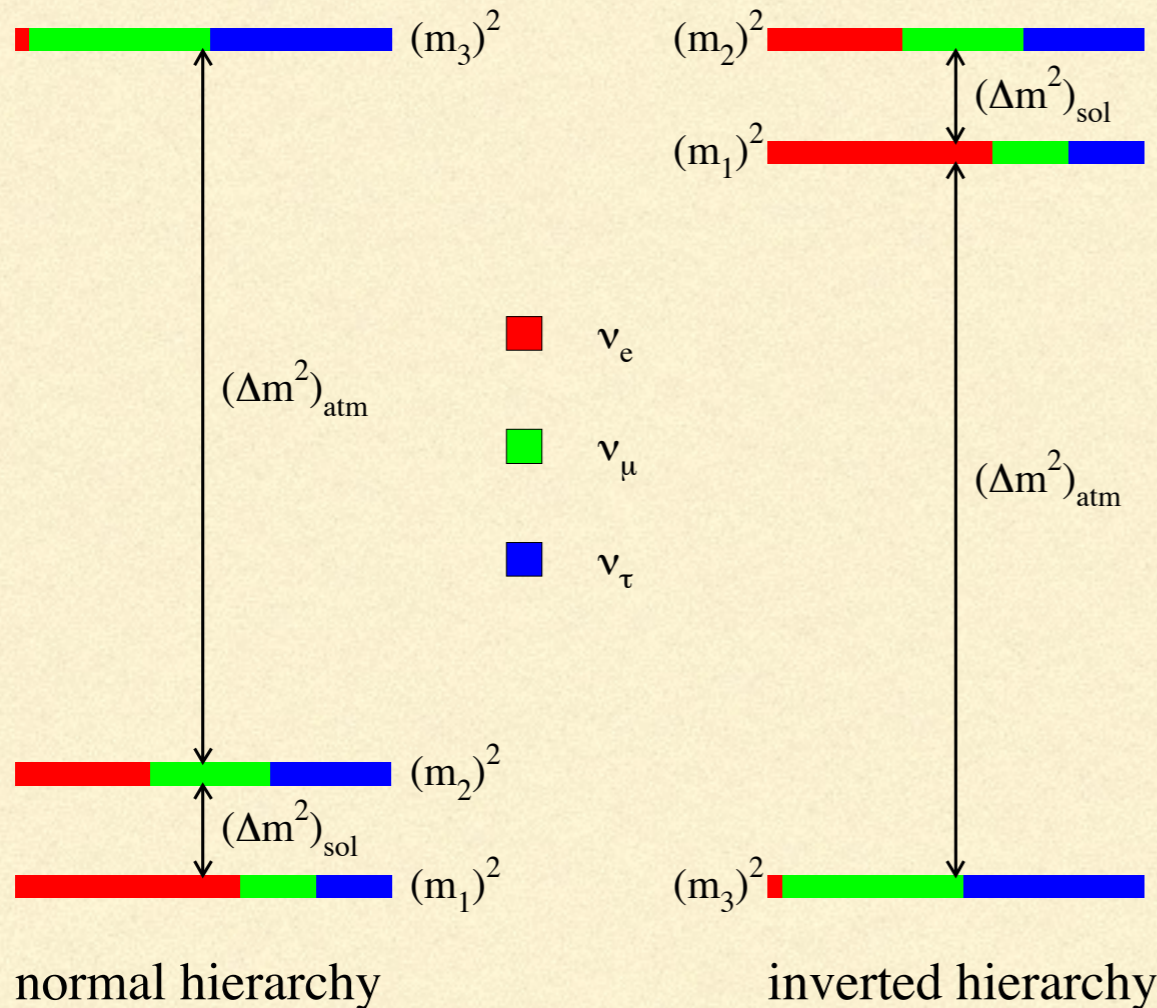 (m₃)²
(Δm²)atm
(m₂)²
(Δm²)sol
(m₁)²
normal hierarchy
νe
νμ
ντ
(m₂)²
(Δm²)sol
(m₁)²
(Δm²)atm
(m₃)²
inverted hierarchy